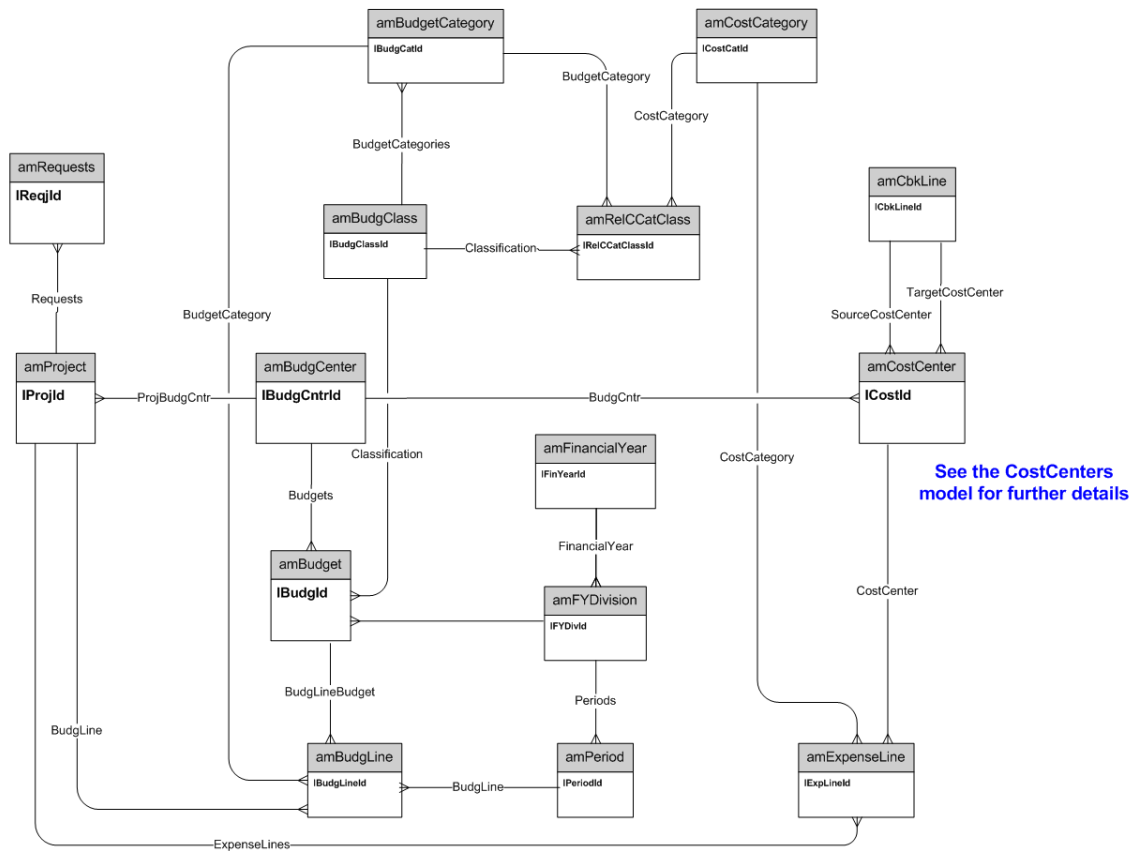 amBudgetCategory
lBudgCatId
amCostCategory
lCostCatId
BudgetCategory
CostCategory
BudgetCategories
amRequests
lReqjId
amCbkLine
lCbkLineId
amBudgClass
lBudgClassId
Classification
amRelCCatClass
lRelCCatClassId
Requests
BudgetCategory
TargetCostCenter
SourceCostCenter
amProject
lProjId
ProjBudgCntr
amBudgCenter
lBudgCntrId
BudgCntr
amCostCenter
lCostId
Classification
amFinancialYear
lFinYearId
CostCategory
See the CostCenters
model for further details
Budgets
FinancialYear
amBudget
lBudgId
amFYDivision
lFYDivId
CostCenter
BudgLineBudget
Periods
BudgLine
amBudgLine
lBudgLineId
BudgLine
amPeriod
lPeriodId
amExpenseLine
lExpLineId
ExpenseLines